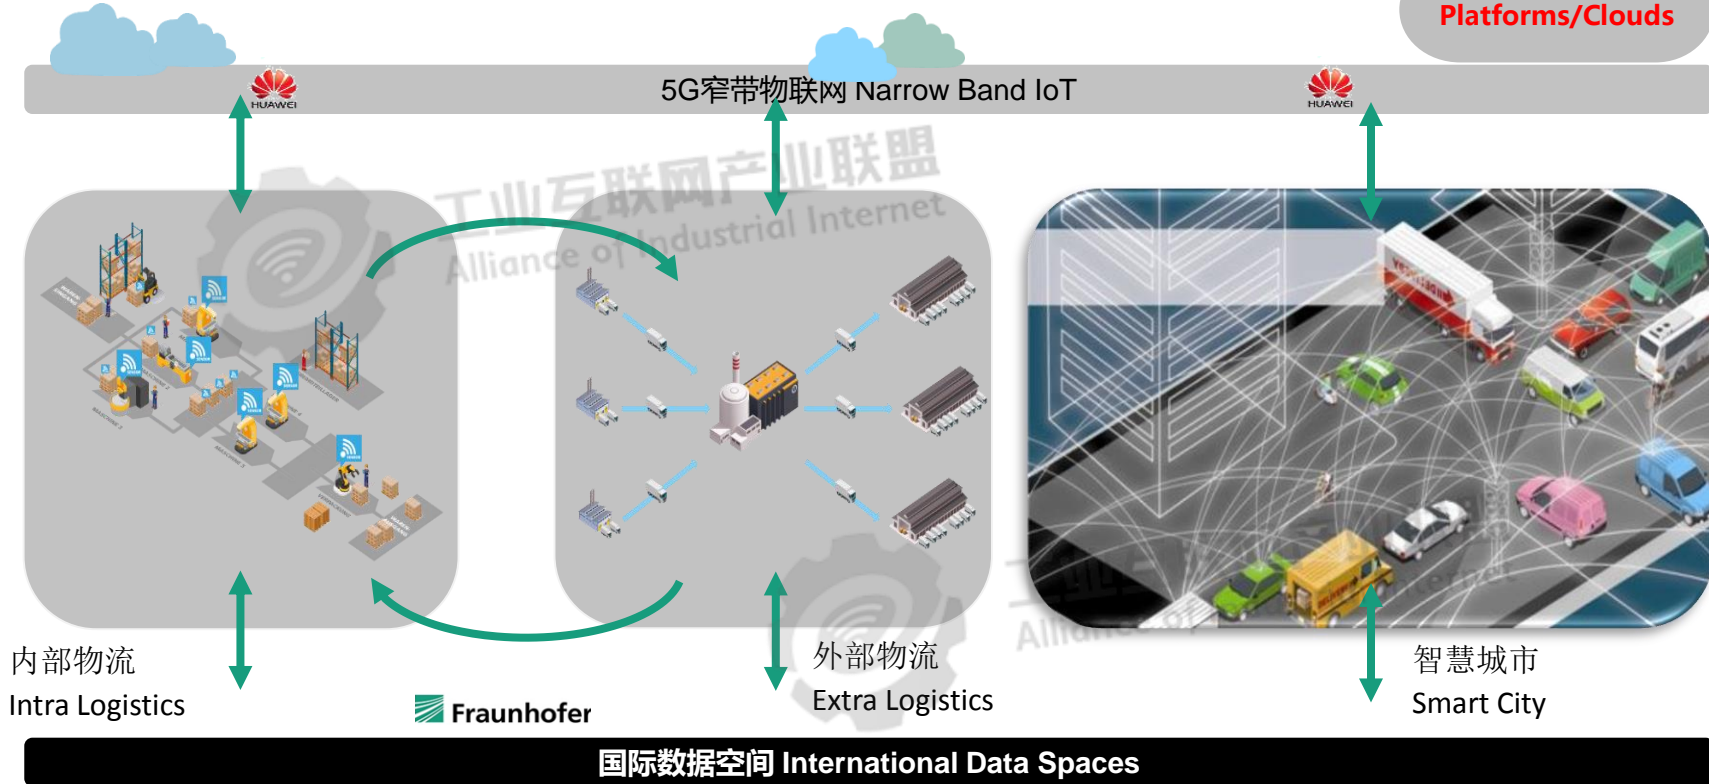 Platforms/Clouds
5G窄带物联网 Narrow Band IoT
HUAWEI
HUAWEI
工业互联网产业联盟
Alliance of Industrial Internet
内部物流
Intra Logistics
Fraunhofer
外部物流
Extra Logistics
智慧城市
Smart City
国际数据空间 International Data Spaces